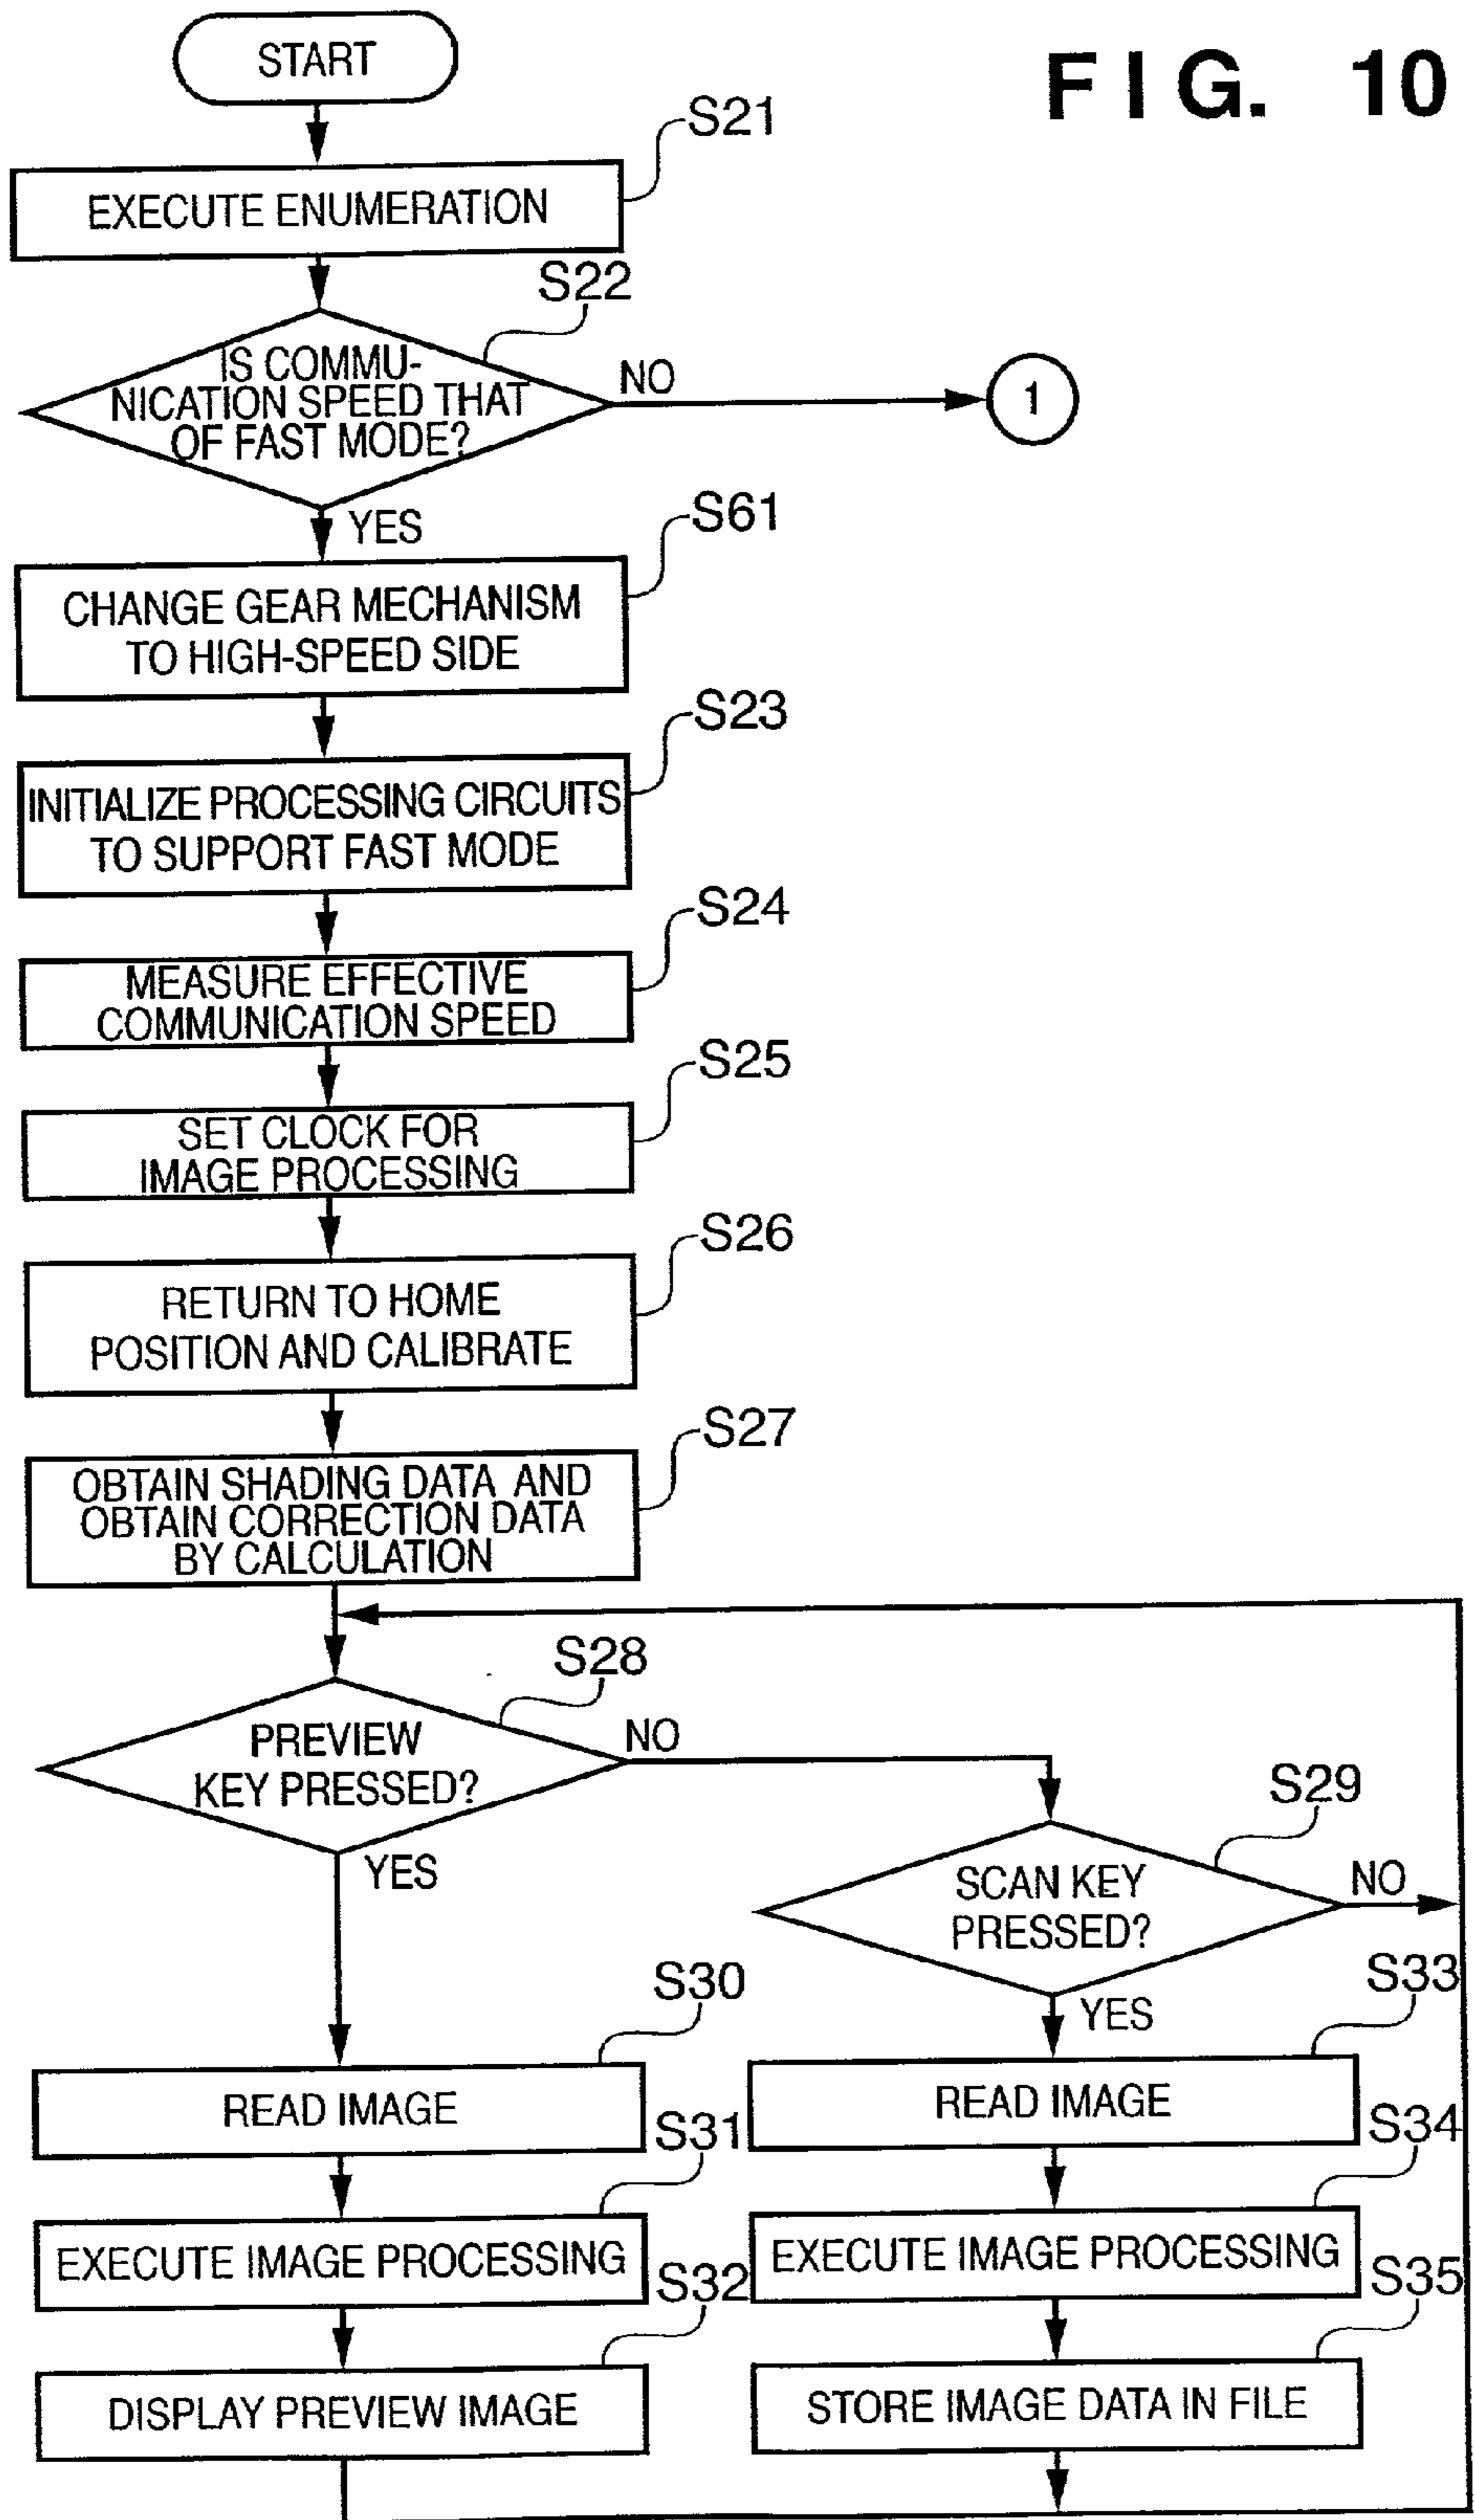 FIG. 10
START
S21
EXECUTE ENUMERATION
S22
IS COMMU-
NICATION SPEED THAT
OF FAST MODE?
NO
1
YES
S61
CHANGE GEAR MECHANISM
TO HIGH-SPEED SIDE
S23
INITIALIZE PROCESSING CIRCUITS
TO SUPPORT FAST MODE
S24
MEASURE EFFECTIVE
COMMUNICATION SPEED
S25
SET CLOCK FOR
IMAGE PROCESSING
S26
RETURN TO HOME
POSITION AND CALIBRATE
S27
OBTAIN SHADING DATA AND
OBTAIN CORRECTION DATA
BY CALCULATION
S28
PREVIEW
KEY PRESSED?
NO
YES
S29
SCAN KEY
PRESSED?
NO
YES
S30
READ IMAGE
S31
EXECUTE IMAGE PROCESSING
S32
DISPLAY PREVIEW IMAGE
S33
READ IMAGE
S34
EXECUTE IMAGE PROCESSING
S35
STORE IMAGE DATA IN FILE